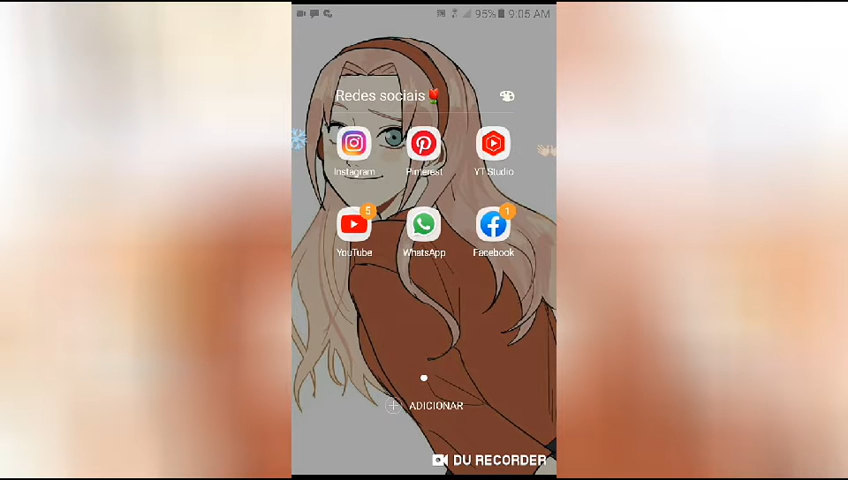 95% 9:05 AM
Redes sociais
Instagram
Pinterest
YT Studio
5
1
YouTube
WhatsApp
Facebook
ADICIONAR
DU RECORDER